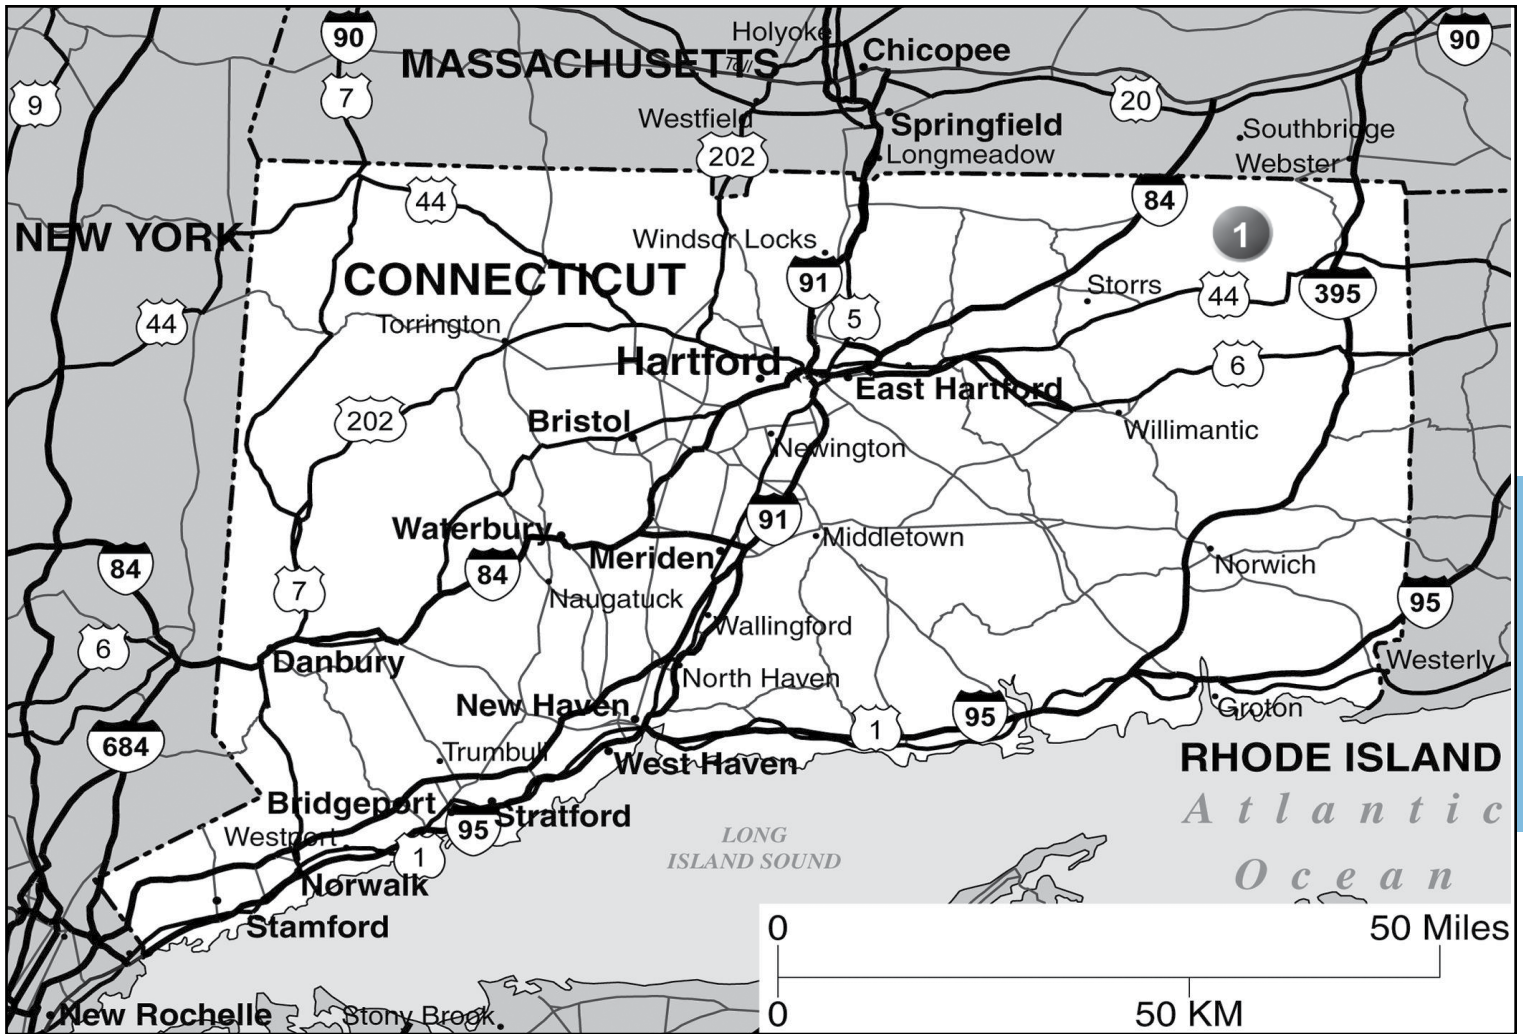 Holyoke
90
Chicopee
90
MASSACHUSETTS
Toll
9
7
20
Westfield
Springfield
Southbridge
202
Longmeadow
Webster
44
84
1
NEW YORK
Windsor Locks
CONNECTICUT
91
Storrs
44
395
44
Torrington
5
Hartford
6
East Hartford
202
Bristol
Willimantic
Newington
91
Waterbury
Middletown
Meriden
84
84
Norwich
7
Naugatuck
95
Wallingford
6
Danbury
Westerly
North Haven
New Haven
95
Groton
684
1
Trumbull
West Haven
RHODE ISLAND
Bridgeport
Stratford
Atlantic
Westport
95
LONG
ISLAND SOUND
1
Ocean
Norwalk
Stamford
0
50 Miles
New Rochelle
Stony Brook
0
50 KM